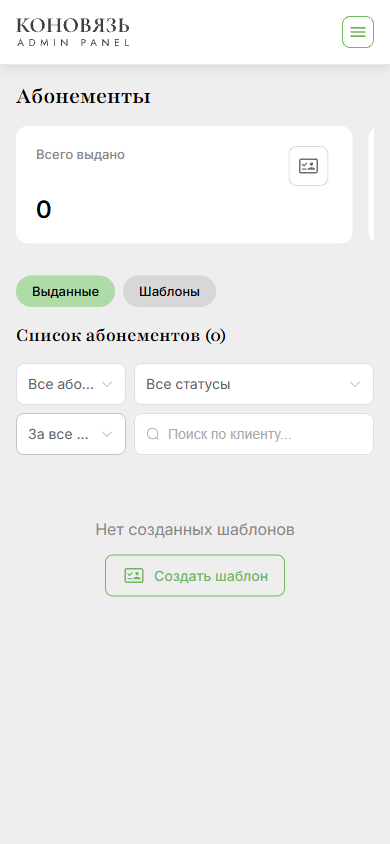 КОНОВЯЗЬ
ADMIN PANEL
Абонементы
Всего выдано
0
Выданные
Шаблоны
Список абонементов (0)
Все або...
Все статусы
За все ...
Поиск по клиенту...
Нет созданных шаблонов
Создать шаблон